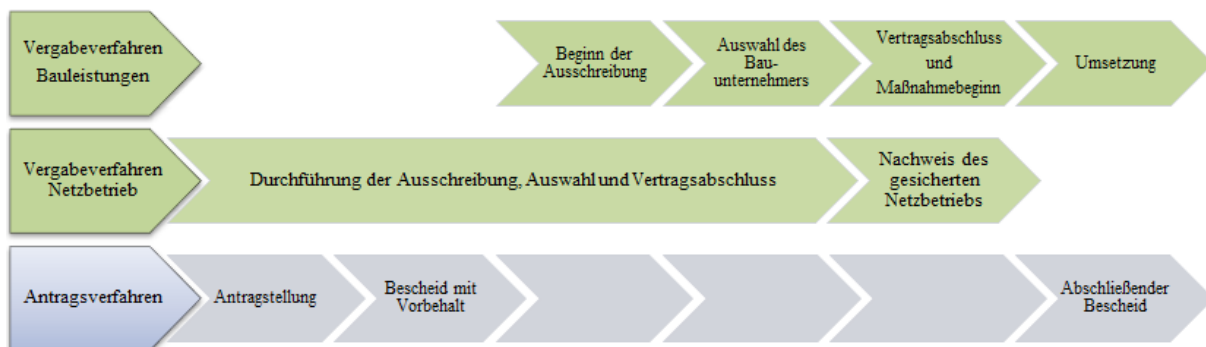 Vergabeverfahren
Bauleistungen
Beginn der
Ausschreibung
Auswahl des
Bau-
unternehmers
Vertragsabschluss
und
Maßnahmebeginn
Umsetzung
Vergabeverfahren
Netzbetrieb
Durchführung der Ausschreibung, Auswahl und Vertragsabschluss
Nachweis des
gesicherten
Netzbetriebs
Antragsverfahren
Antragstellung
Bescheid mit
Vorbehalt
Abschließender
Bescheid